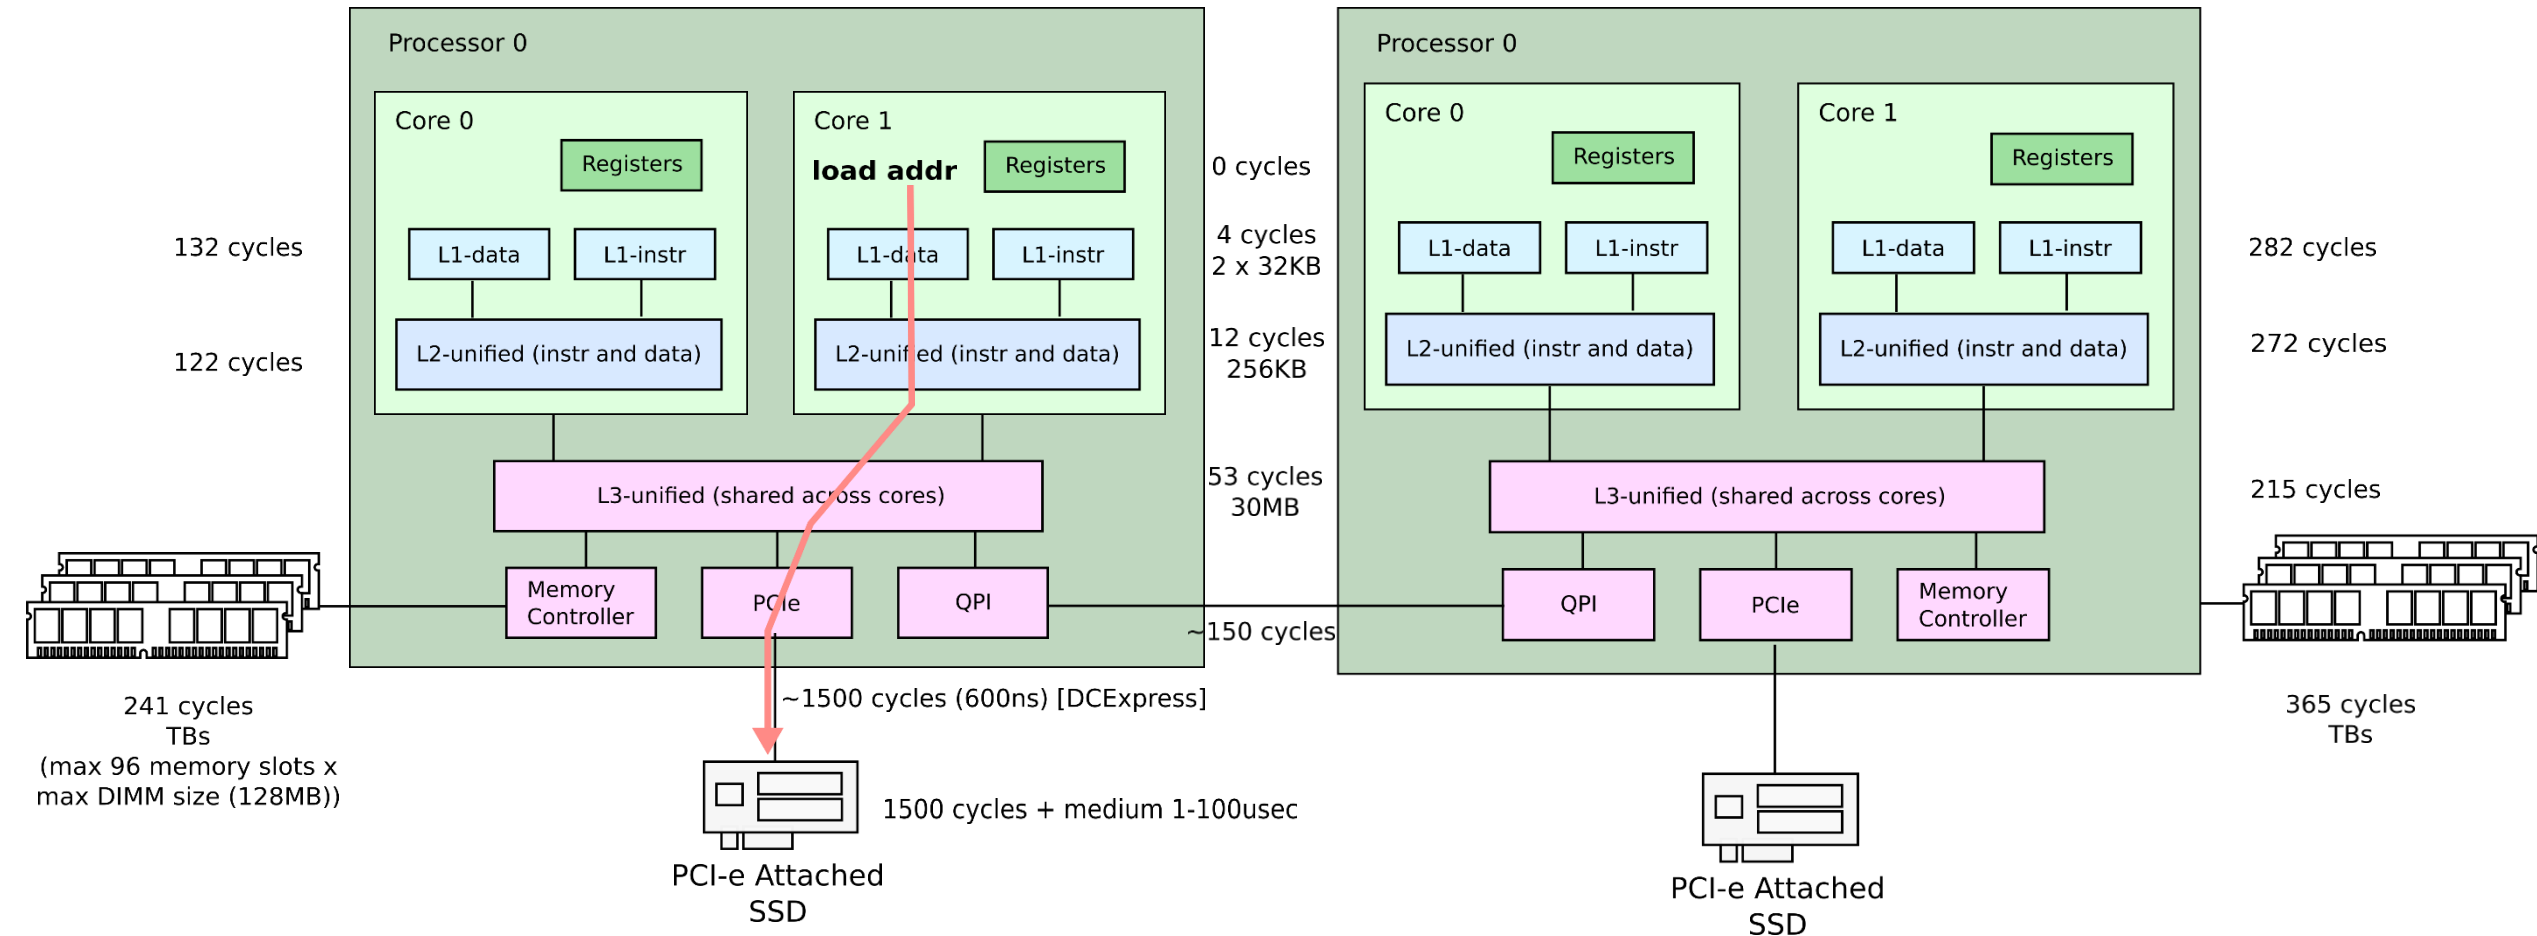 Processor 0
Core 0
Registers
L1-data
L1-instr
L2-unified (instr and data)
Core 1
load addr
Registers
L1-data
L1-instr
L2-unified (instr and data)
L3-unified (shared across cores)
Memory
Controller
PCIe
QPI
132 cycles
122 cycles
241 cycles
TBs
(max 96 memory slots x
max DIMM size (128MB))
0 cycles
4 cycles
2 x 32KB
12 cycles
256KB
53 cycles
30MB
~150 cycles
~1500 cycles (600ns) [DCExpress]
1500 cycles + medium 1-100usec
PCI-e Attached
SSD
Processor 0
Core 0
Registers
L1-data
L1-instr
L2-unified (instr and data)
Core 1
Registers
L1-data
L1-instr
L2-unified (instr and data)
L3-unified (shared across cores)
QPI
PCIe
Memory
Controller
282 cycles
272 cycles
215 cycles
365 cycles
TBs
PCI-e Attached
SSD